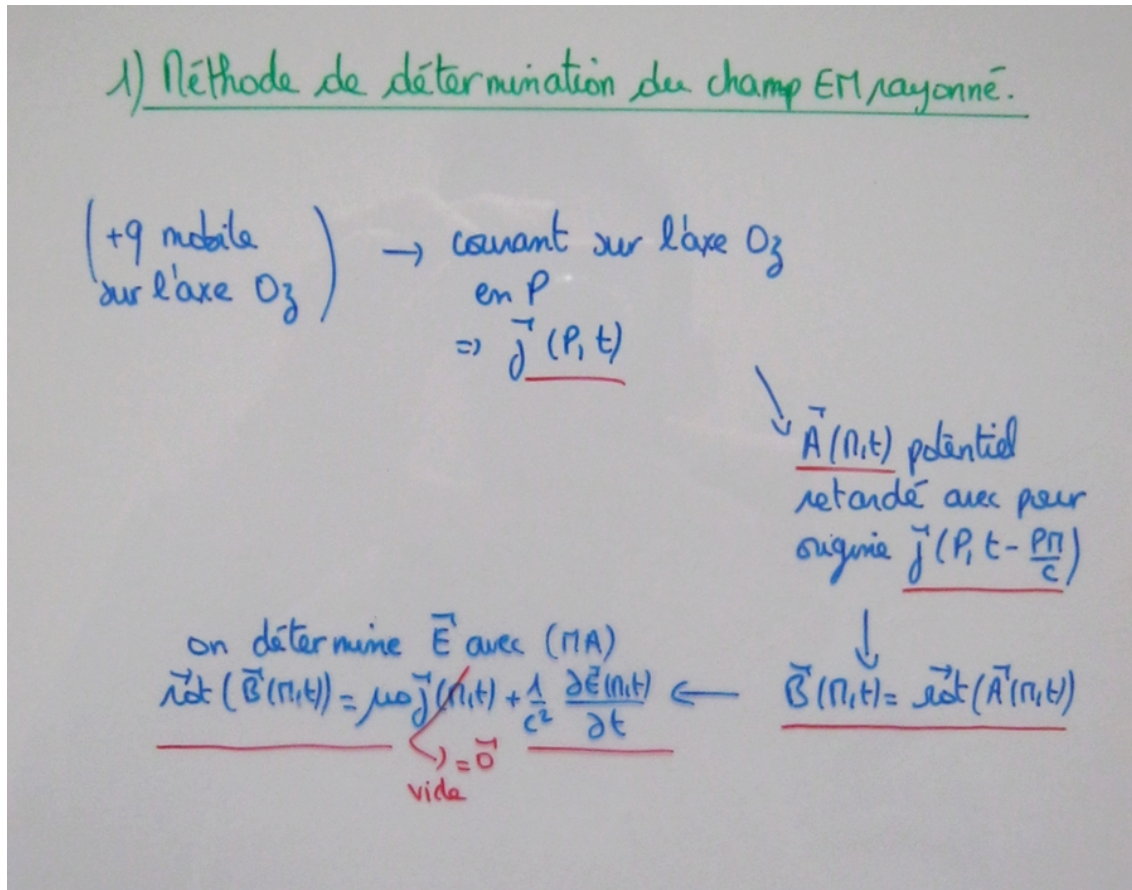 1) Méthode de détermination du champ EM rayonné.
(+q mobile sur l'axe Oz) → courant sur l'axe Oz
en P
=> j⃗ (P, t)
↘ A⃗(M,t) potentiel
retardé avec pour
origine j⃗(P, t - PM/c)
↓
B⃗(M,t) = rot⃗(A⃗(M,t))
←
on détermine E⃗ avec (MA)
rot⃗(B⃗(M,t)) = μ₀ j⃗(M,t) + 1/c² ∂E⃗(M,t)/∂t
↳ = 0⃗
vide